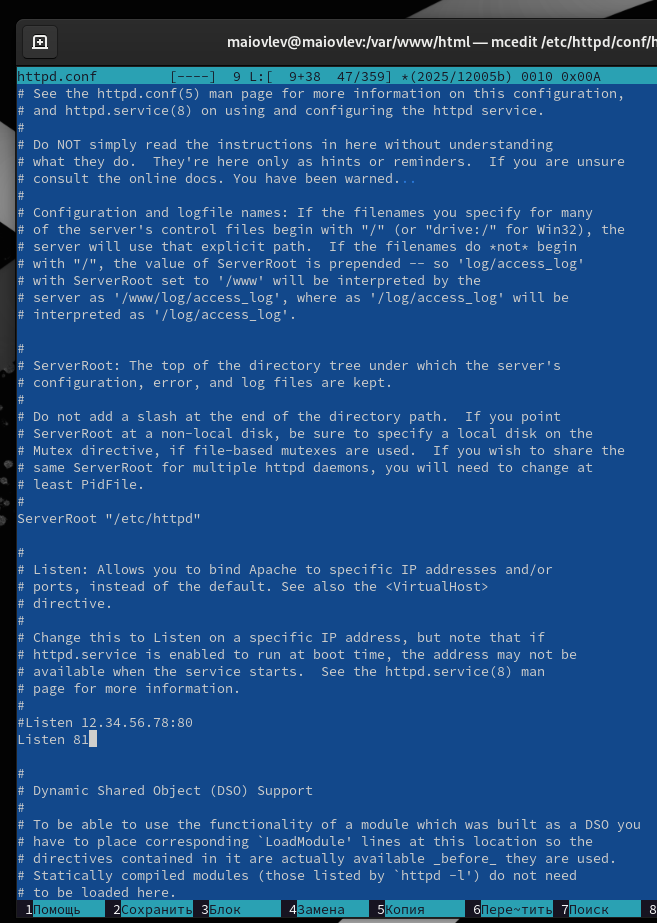 maiovlev@maiovlev:/var/www/html — mcedit /etc/httpd/conf/h
httpd.conf         [----]  9 L:[  9+38  47/359] *(2025/12005b) 0010 0x00A
# See the httpd.conf(5) man page for more information on this configuration,
# and httpd.service(8) on using and configuring the httpd service.
#
# Do NOT simply read the instructions in here without understanding
# what they do.  They're here only as hints or reminders.  If you are unsure
# consult the online docs. You have been warned...
#
# Configuration and logfile names: If the filenames you specify for many
# of the server's control files begin with "/" (or "drive:/" for Win32), the
# server will use that explicit path.  If the filenames do *not* begin
# with "/", the value of ServerRoot is prepended -- so 'log/access_log'
# with ServerRoot set to '/www' will be interpreted by the
# server as '/www/log/access_log', where as '/log/access_log' will be
# interpreted as '/log/access_log'.
#
# ServerRoot: The top of the directory tree under which the server's
# configuration, error, and log files are kept.
#
# Do not add a slash at the end of the directory path.  If you point
# ServerRoot at a non-local disk, be sure to specify a local disk on the
# Mutex directive, if file-based mutexes are used.  If you wish to share the
# same ServerRoot for multiple httpd daemons, you will need to change at
# least PidFile.
#
ServerRoot "/etc/httpd"
#
# Listen: Allows you to bind Apache to specific IP addresses and/or
# ports, instead of the default. See also the <VirtualHost>
# directive.
#
# Change this to Listen on a specific IP address, but note that if
# httpd.service is enabled to run at boot time, the address may not be
# available when the service starts.  See the httpd.service(8) man
# page for more information.
#
#Listen 12.34.56.78:80
Listen 81
#
# Dynamic Shared Object (DSO) Support
#
# To be able to use the functionality of a module which was built as a DSO you
# have to place corresponding `LoadModule' lines at this location so the
# directives contained in it are actually available _before_ they are used.
# Statically compiled modules (those listed by `httpd -l') do not need
# to be loaded here.
1Помощь 2Сохранить 3Блок 4Замена 5Копия 6Пере~тить 7Поиск 8